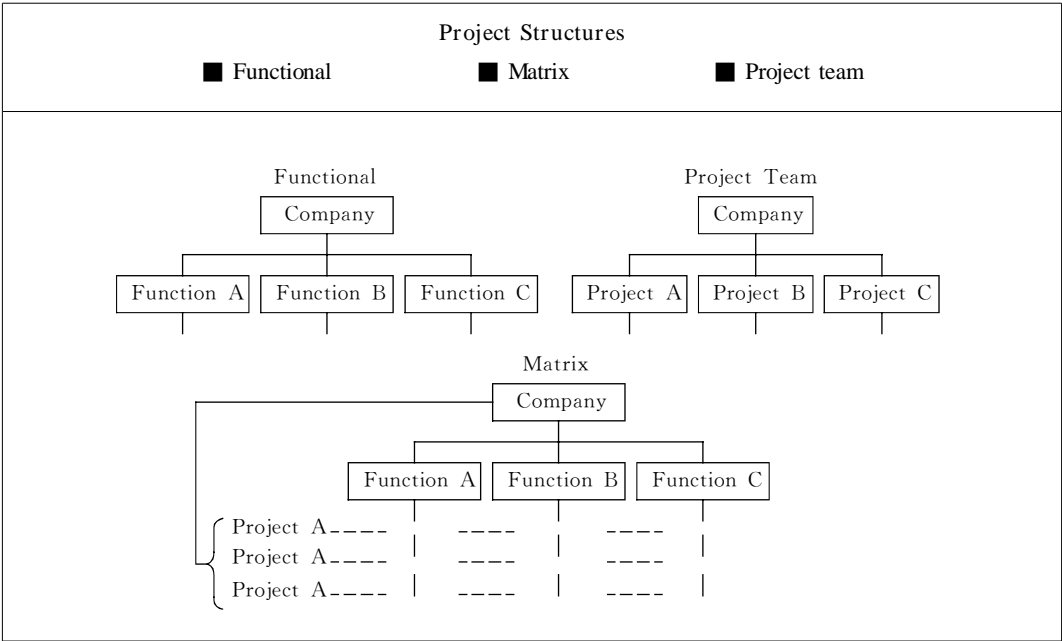 Project Structures
■ Functional ■ Matrix ■ Project team
Functional
Company
Function A Function B Function C
Project Team
Company
Project A Project B Project C
Matrix
Company
Function A Function B Function C
Project A
Project A
Project A